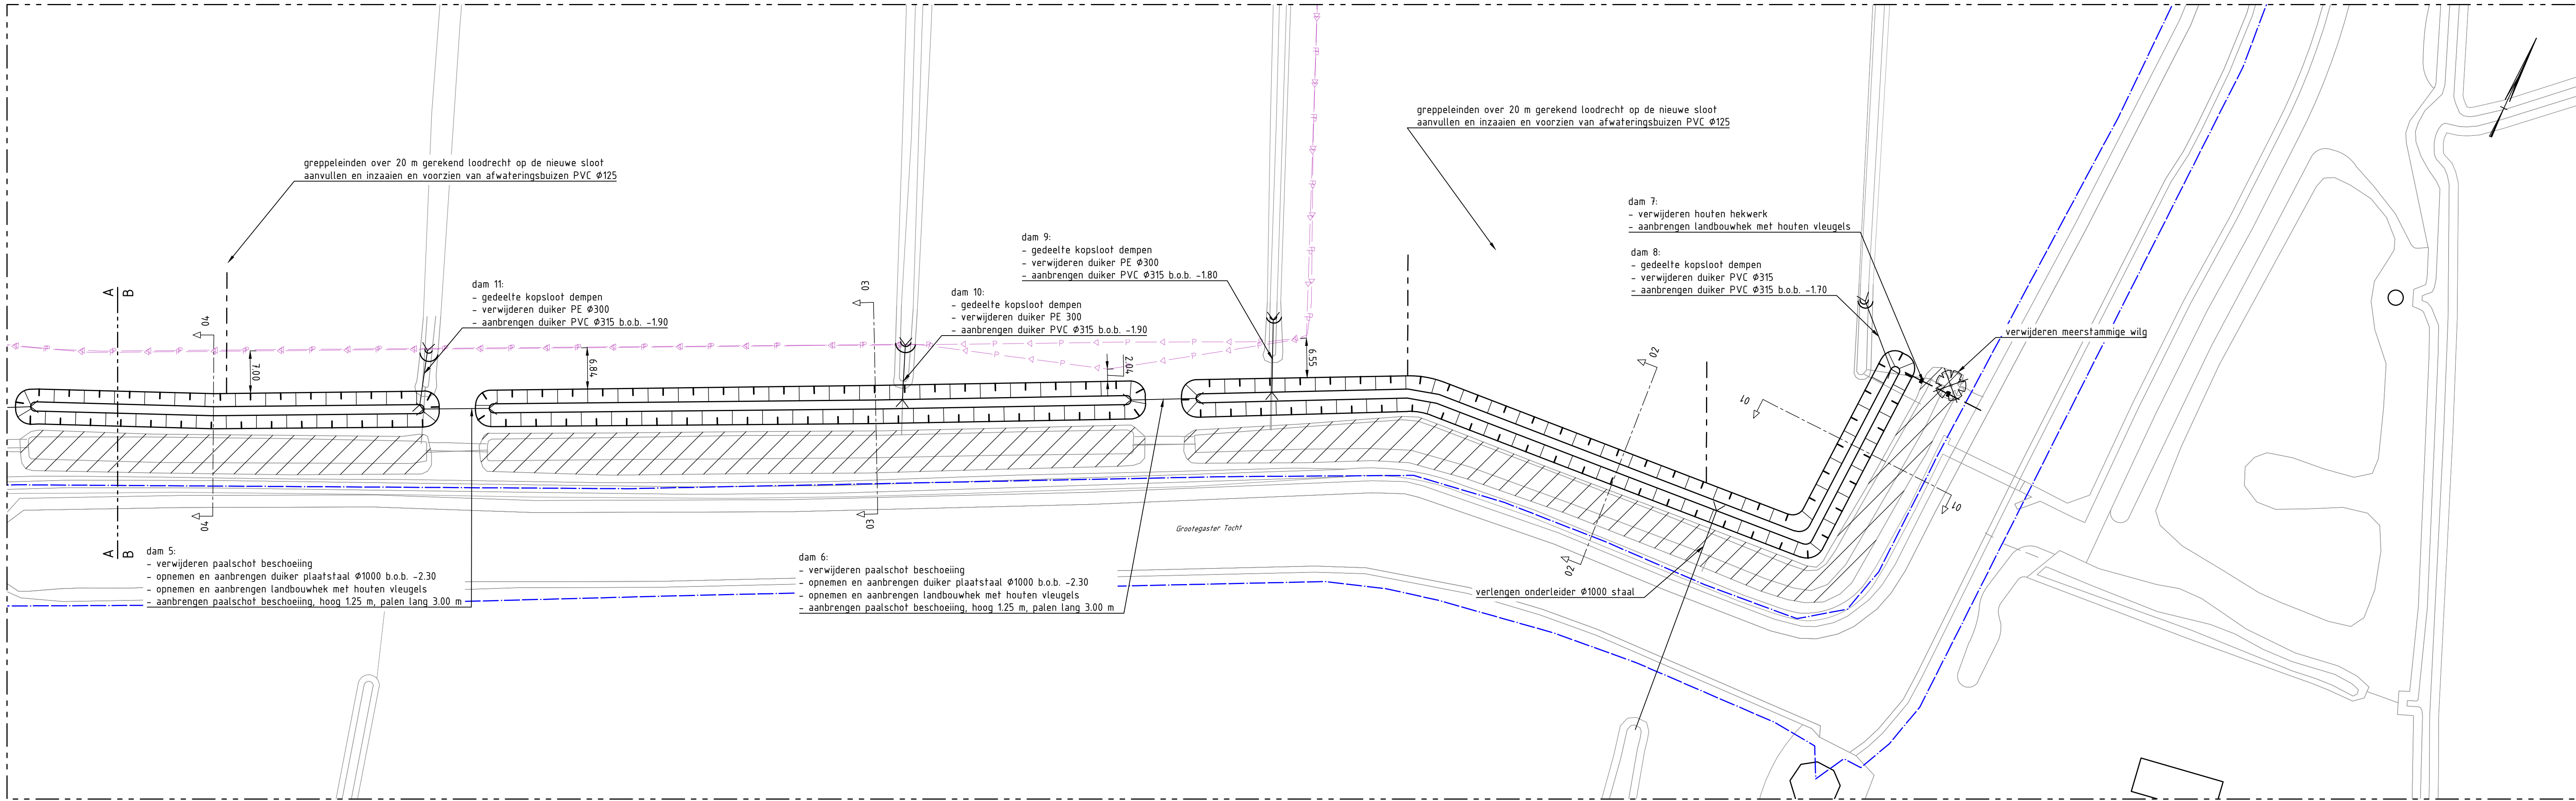 greppeleinden over 20 m gerekend loodrecht op de nieuwe sloot
aanvullen en inzaaien en voorzien van afwateringsbuizen PVC Ø125
greppeleinden over 20 m gerekend loodrecht op de nieuwe sloot
aanvullen en inzaaien en voorzien van afwateringsbuizen PVC Ø125
dam 7:
- verwijderen houten hekwerk
- aanbrengen landbouwhek met houten vleugels
dam 8:
- gedeelte kopsloot dempen
- verwijderen duiker PVC Ø315
- aanbrengen duiker PVC Ø315 b.o.b. -1.70
dam 9:
- gedeelte kopsloot dempen
- verwijderen duiker PE Ø300
- aanbrengen duiker PVC Ø315 b.o.b. -1.80
dam 11:
- gedeelte kopsloot dempen
- verwijderen duiker PE Ø300
- aanbrengen duiker PVC Ø315 b.o.b. -1.90
dam 10:
- gedeelte kopsloot dempen
- verwijderen duiker PE 300
- aanbrengen duiker PVC Ø315 b.o.b. -1.90
verwijderen meerstammige wilg
A B
04
03
02
01
7.00
6.84
2.04
6.55
P P P P P P P P P P P P
04
03
02
01
A B
Grootegaster Tocht
dam 5:
- verwijderen paalschot beschoeiing
- opnemen en aanbrengen duiker plaatstaal Ø1000 b.o.b. -2.30
- opnemen en aanbrengen landbouwhek met houten vleugels
- aanbrengen paalschot beschoeiing, hoog 1.25 m, palen lang 3.00 m
dam 6:
- verwijderen paalschot beschoeiing
- opnemen en aanbrengen duiker plaatstaal Ø1000 b.o.b. -2.30
- opnemen en aanbrengen landbouwhek met houten vleugels
- aanbrengen paalschot beschoeiing, hoog 1.25 m, palen lang 3.00 m
verlengen onderleider Ø1000 staal